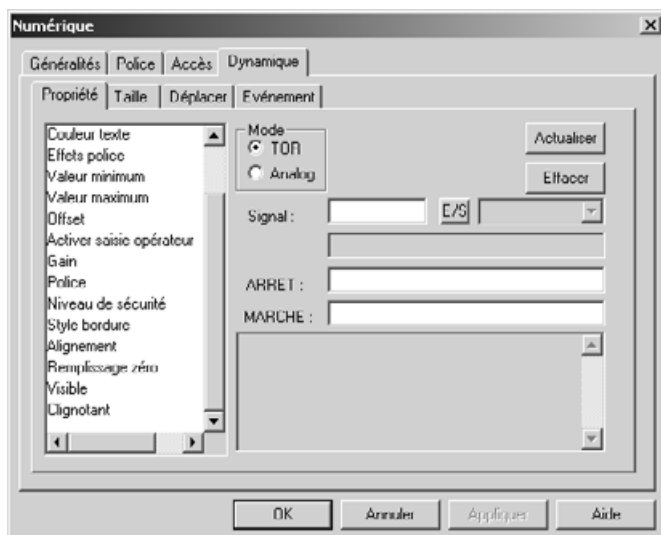 Numérique
Généralités Police Accès Dynamique
Propriété Taille Déplacer Evénement
Couleur texte
Effets police
Valeur minimum
Valeur maximum
Offset
Activer saisie opérateur
Gain
Police
Niveau de sécurité
Style bordure
Alignement
Remplissage zéro
Visible
Clignotant
Mode
TOR
Analog
Actualiser
Effacer
Signal :
E/S
ARRET :
MARCHE :
OK Annuler Appliquer Aide